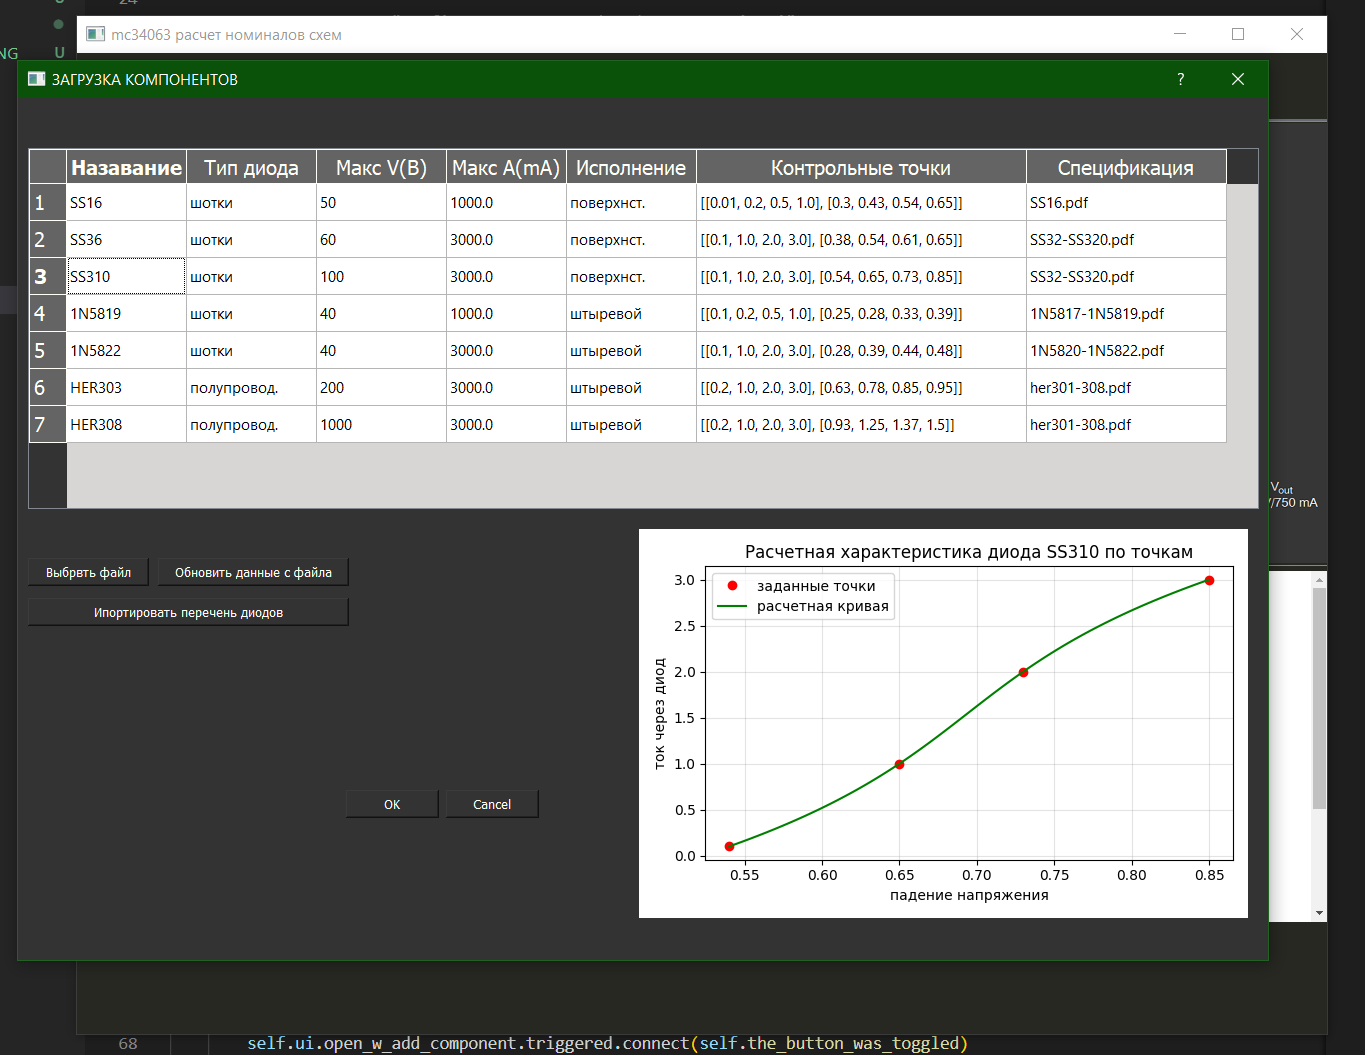 24
NG
U
mc34063 расчет номиналов схем
ЗАГРУЗКА КОМПОНЕНТОВ
?
Назавание Тип диода Макс V(В) Макс А(mA) Исполнение Контрольные точки Спецификация
1 SS16 шотки 50 1000.0 поверхнст. [[0.01, 0.2, 0.5, 1.0], [0.3, 0.43, 0.54, 0.65]] SS16.pdf
2 SS36 шотки 60 3000.0 поверхнст. [[0.1, 1.0, 2.0, 3.0], [0.38, 0.54, 0.61, 0.65]] SS32-SS320.pdf
3 SS310 шотки 100 3000.0 поверхнст. [[0.1, 1.0, 2.0, 3.0], [0.54, 0.65, 0.73, 0.85]] SS32-SS320.pdf
4 1N5819 шотки 40 1000.0 штыревой [[0.1, 0.2, 0.5, 1.0], [0.25, 0.28, 0.33, 0.39]] 1N5817-1N5819.pdf
5 1N5822 шотки 40 3000.0 штыревой [[0.1, 1.0, 2.0, 3.0], [0.28, 0.39, 0.44, 0.48]] 1N5820-1N5822.pdf
6 HER303 полупровод. 200 3000.0 штыревой [[0.2, 1.0, 2.0, 3.0], [0.63, 0.78, 0.85, 0.95]] her301-308.pdf
7 HER308 полупровод. 1000 3000.0 штыревой [[0.2, 1.0, 2.0, 3.0], [0.93, 1.25, 1.37, 1.5]] her301-308.pdf
Vout
/750 mA
Выбрвть файл Обновить данные с файла
Ипортировать перечень диодов
OK Cancel
Расчетная характеристика диода SS310 по точкам
заданные точки
расчетная кривая
ток через диод
3.0
2.5
2.0
1.5
1.0
0.5
0.0
0.55 0.60 0.65 0.70 0.75 0.80 0.85
падение напряжения
68 self.ui.open_w_add_component.triggered.connect(self.the_button_was_toggled)